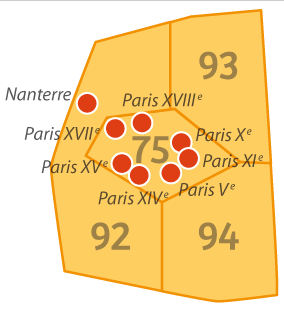 93
Nanterre
Paris XVIIIᵉ
Paris XVIIᵉ
Paris Xᵉ
75
Paris XVᵉ
Paris XIᵉ
Paris XIVᵉ
Paris Vᵉ
92
94